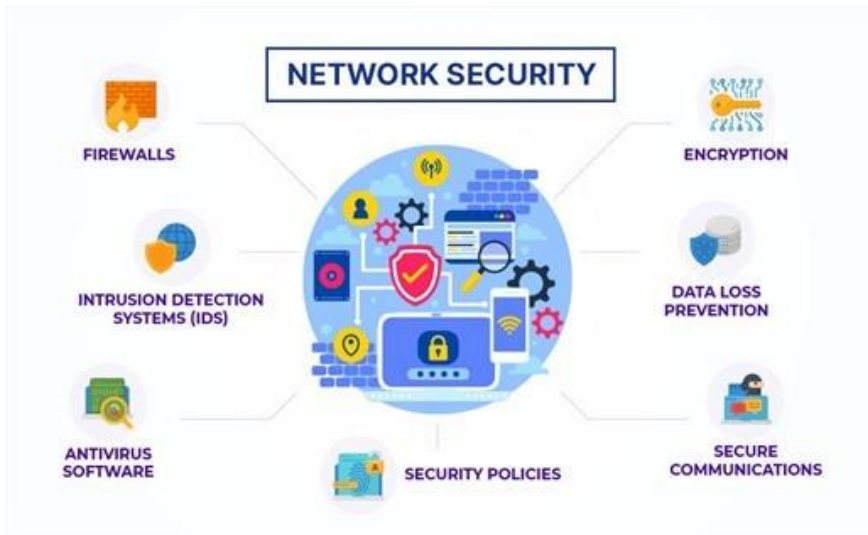 NETWORK SECURITY
FIREWALLS
ENCRYPTION
INTRUSION DETECTION
SYSTEMS (IDS)
DATA LOSS
PREVENTION
ANTIVIRUS
SOFTWARE
SECURITY POLICIES
SECURE
COMMUNICATIONS